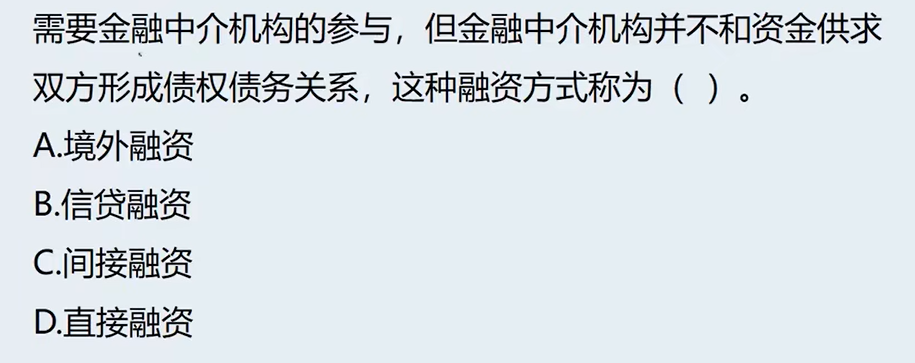 需要金融中介机构的参与，但金融中介机构并不和资金供求
双方形成债权债务关系，这种融资方式称为（  ）。
A.境外融资
B.信贷融资
C.间接融资
D.直接融资